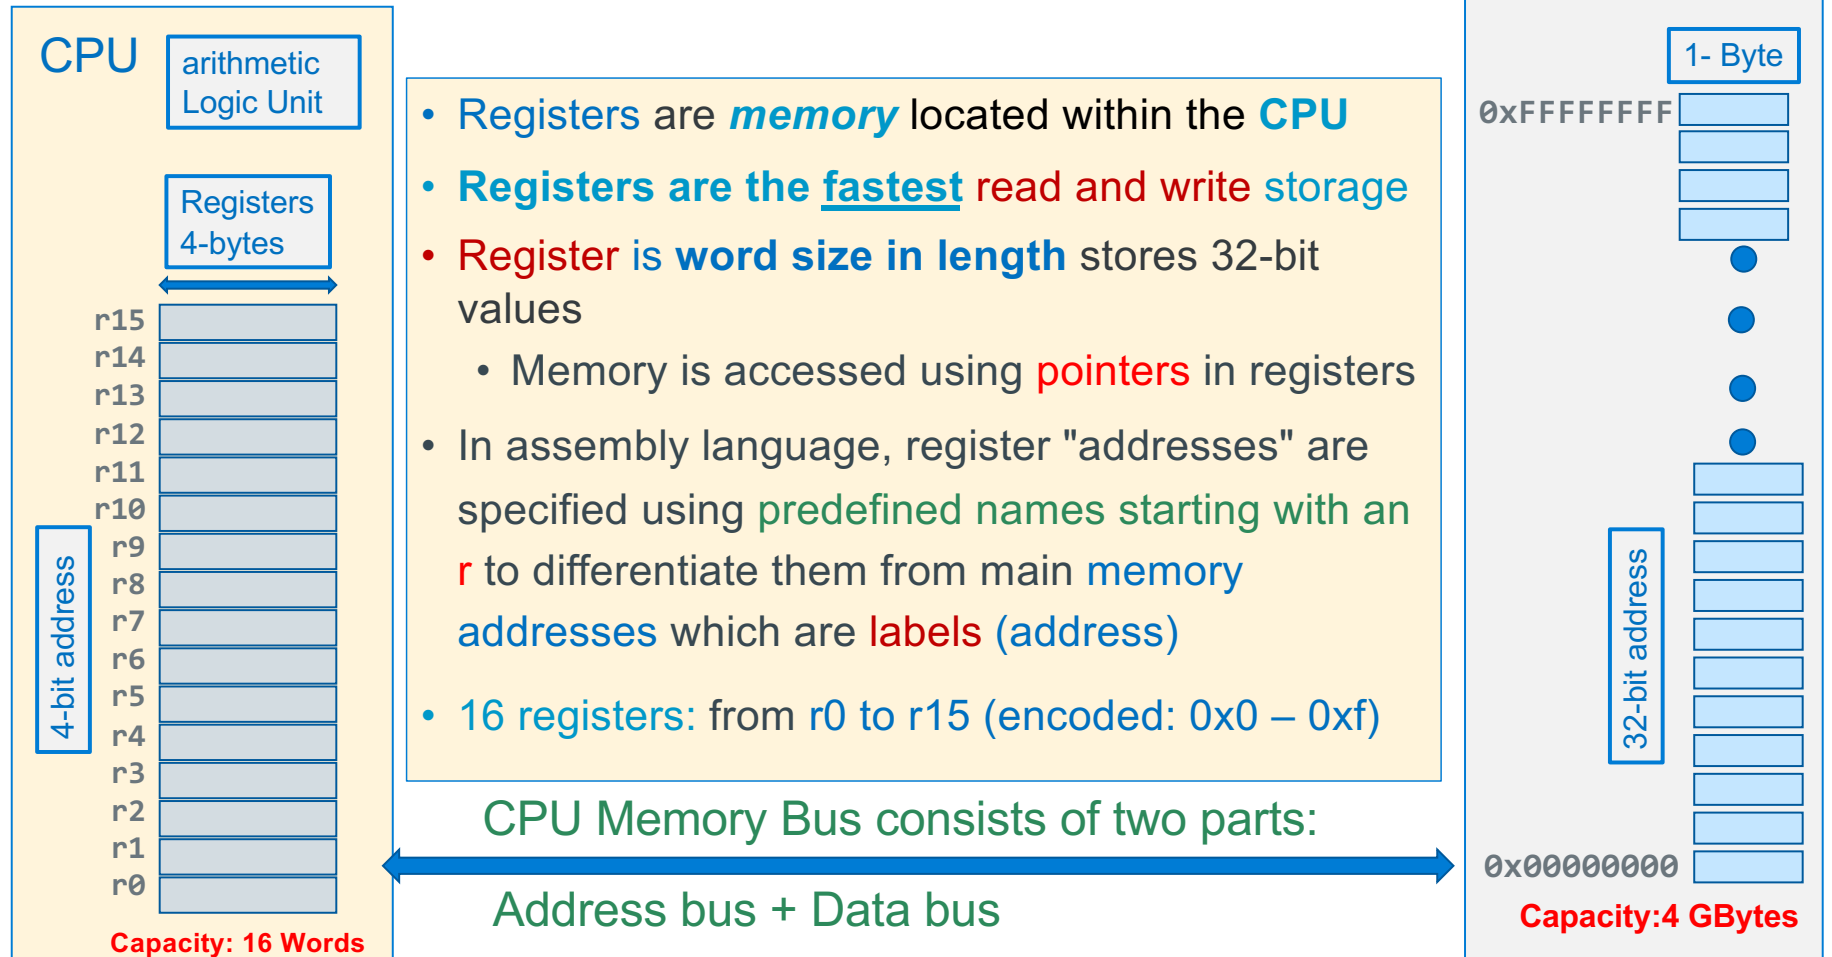 CPU
arithmetic
Logic Unit
Registers
4-bytes
r15
r14
r13
r12
r11
r10
r9
r8
r7
r6
r5
r4
r3
r2
r1
r0
4-bit address
Capacity: 16 Words
• Registers are memory located within the CPU
• Registers are the fastest read and write storage
• Register is word size in length stores 32-bit
values
• Memory is accessed using pointers in registers
• In assembly language, register "addresses" are
specified using predefined names starting with an
r to differentiate them from main memory
addresses which are labels (address)
• 16 registers: from r0 to r15 (encoded: 0x0 – 0xf)
CPU Memory Bus consists of two parts:
Address bus + Data bus
1- Byte
0xFFFFFFFF
32-bit address
0x00000000
Capacity:4 GBytes